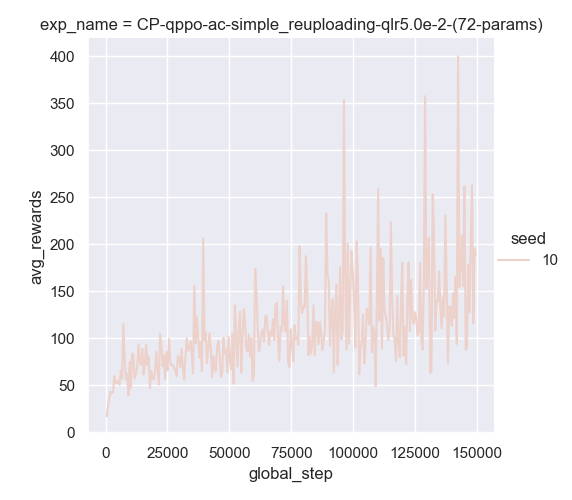 exp_name = CP-qppo-ac-simple_reuploading-qlr5.0e-2-(72-params)
400
350
300
250
200
150
100
50
0
avg_rewards
0 25000 50000 75000 100000 125000 150000
global_step
seed
10